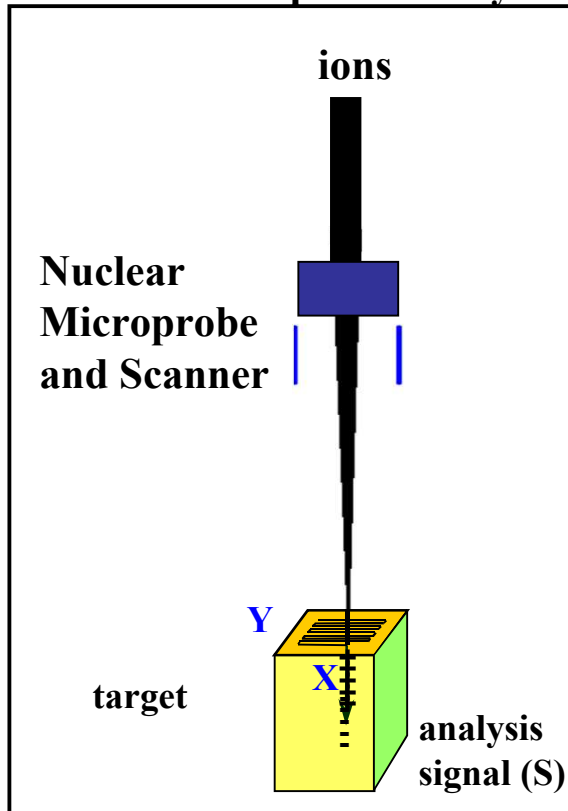 ions
Nuclear
Microprobe
and Scanner
Y
X
target
analysis
signal (S)